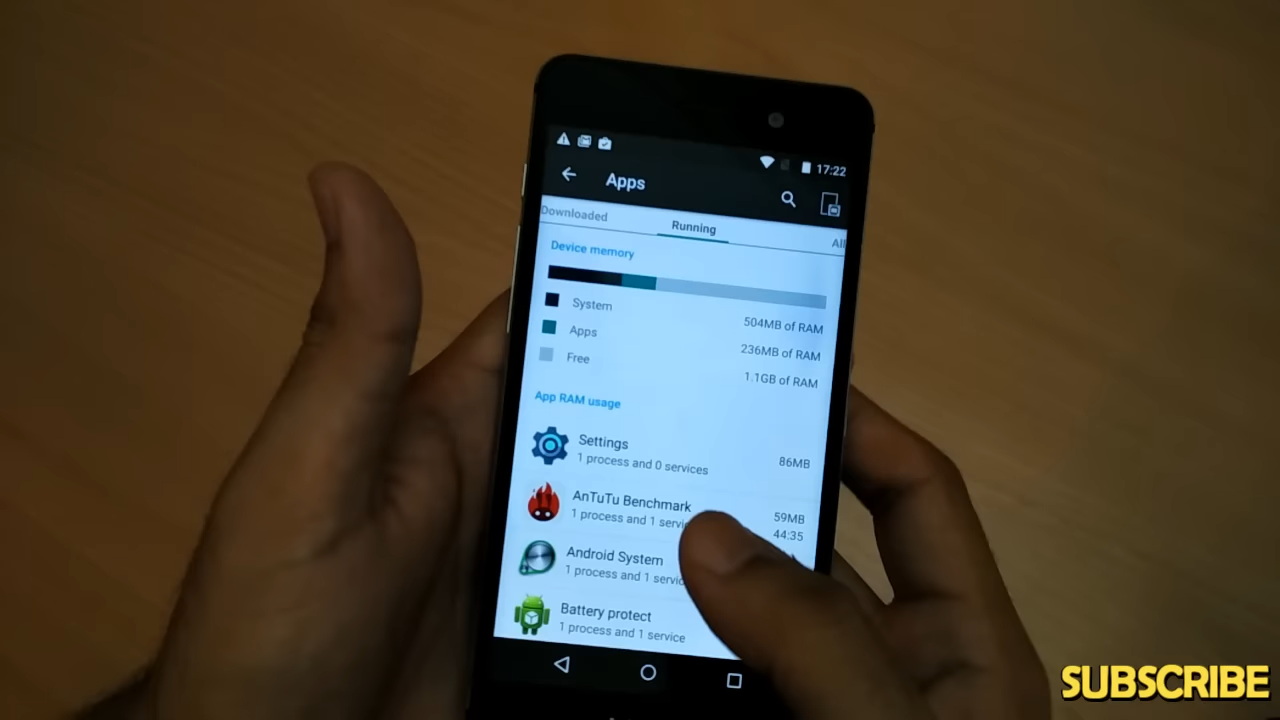 17:22
Apps
Downloaded
Running
All
Device memory
System
504MB of RAM
Apps
236MB of RAM
Free
1.1GB of RAM
App RAM usage
Settings
86MB
1 process and 0 services
AnTuTu Benchmark
59MB
1 process and 1
44:35
Android System
1 process and 1
Battery protect
1 process and 1 service
SUBSCRIBE